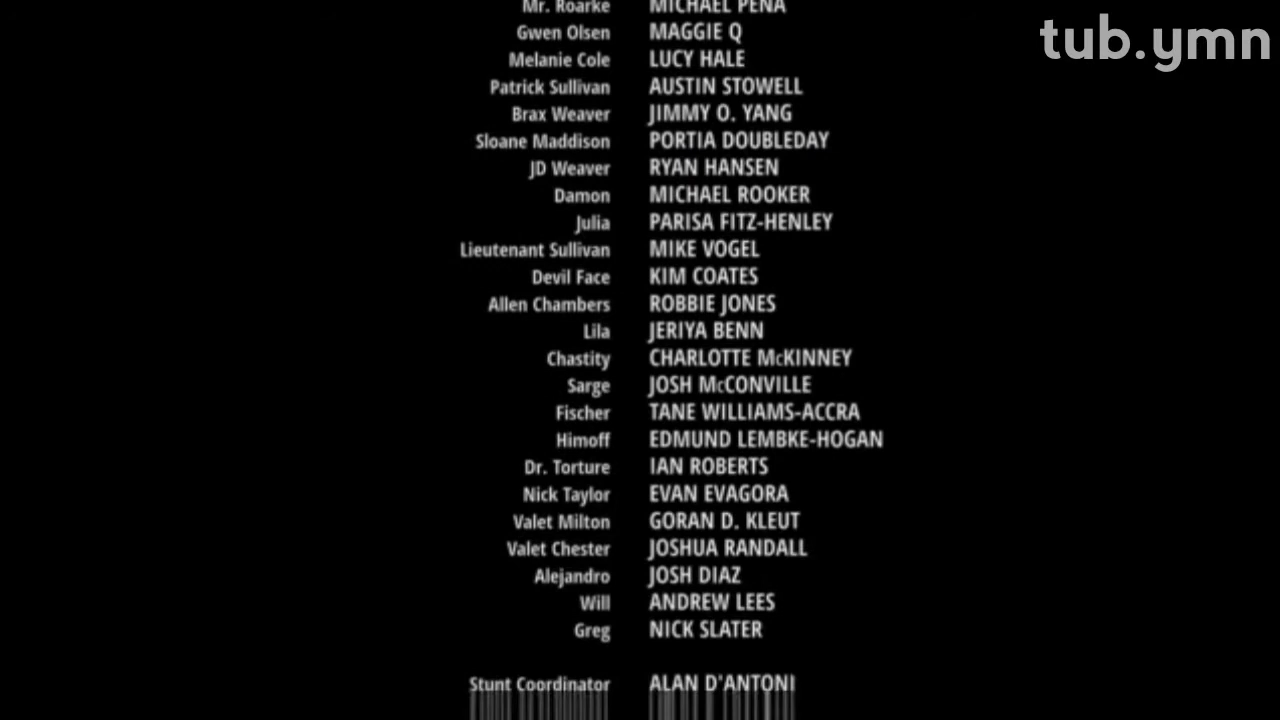 tub.ymn
Mr. Roarke MICHAEL PEÑA
Gwen Olsen MAGGIE Q
Melanie Cole LUCY HALE
Patrick Sullivan AUSTIN STOWELL
Brax Weaver JIMMY O. YANG
Sloane Maddison PORTIA DOUBLEDAY
JD Weaver RYAN HANSEN
Damon MICHAEL ROOKER
Julia PARISA FITZ-HENLEY
Lieutenant Sullivan MIKE VOGEL
Devil Face KIM COATES
Allen Chambers ROBBIE JONES
Lila JERIYA BENN
Chastity CHARLOTTE McKINNEY
Sarge JOSH McCONVILLE
Fischer TANE WILLIAMS-ACCRA
Himoff EDMUND LEMBKE-HOGAN
Dr. Torture IAN ROBERTS
Nick Taylor EVAN EVAGORA
Valet Milton GORAN D. KLEUT
Valet Chester JOSHUA RANDALL
Alejandro JOSH DIAZ
Will ANDREW LEES
Greg NICK SLATER
Stunt Coordinator ALAN D'ANTONI